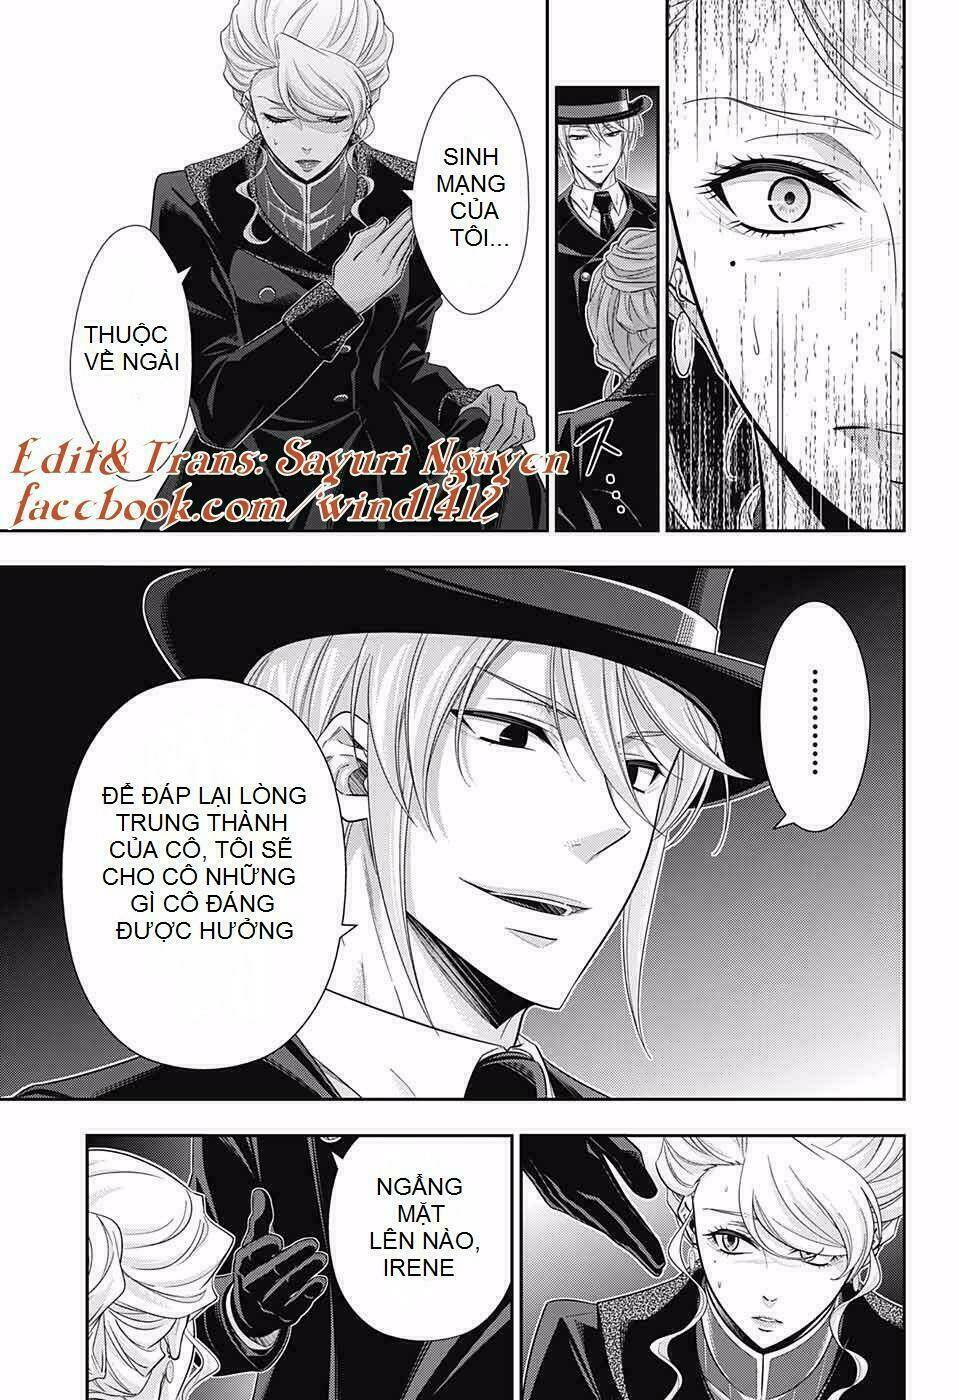 SINH
MẠNG
CỦA
TÔI...
THUỘC
VỀ NGÀI
Edit& Trans: Sayuri Nguyen
facebook.com/windl412
..........
ĐỂ ĐÁP LẠI LÒNG
TRUNG THÀNH
CỦA CÔ, TÔI SẼ
CHO CÔ NHỮNG
GÌ CÔ ĐÁNG
ĐƯỢC HƯỞNG
NGẨNG
MẶT
LÊN NÀO,
IRENE